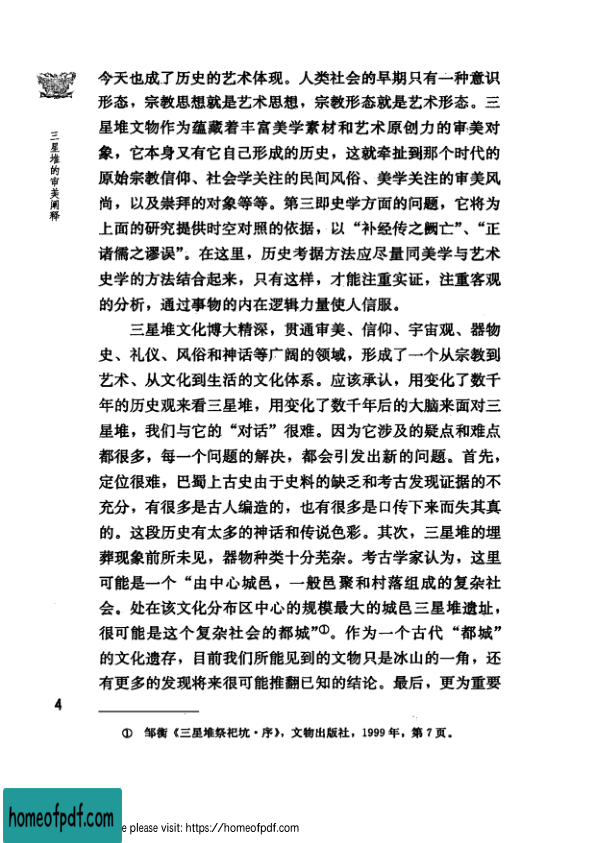 今天也成了历史的艺术体现。人类社会的早期只有一种意识
形态，宗教思想就是艺术思想，宗教形态就是艺术形态。三
星堆文物作为蕴藏着丰富美学素材和艺术原创力的审美对
象，它本身又有它自己形成的历史，这就牵扯到那个时代的
原始宗教信仰、社会学关注的民间风俗、美学关注的审美风
尚，以及崇拜的对象等等。第三即史学方面的问题，它将为
上面的研究提供时空对照的依据，以“补经传之阙亡”、“正
诸儒之谬误”。在这里，历史考据方法应尽量同美学与艺术
史学的方法结合起来，只有这样，才能注重实证，注重客观
的分析，通过事物的内在逻辑力量使人信服。
三星堆文化博大精深，贯通审美、信仰、宇宙观、器物
史、礼仪、风俗和神话等广阔的领域，形成了一个从宗教到
艺术、从文化到生活的文化体系。应该承认，用变化了数千
年的历史观来看三星堆，用变化了数千年后的大脑来面对三
星堆，我们与它的“对话”很难。因为它涉及的疑点和难点
都很多，每一个问题的解决，都会引发出新的问题。首先，
定位很难，巴蜀上古史由于史料的缺乏和考古发现证据的不
充分，有很多是古人编造的，也有很多是口传下来而失其真
的。这段历史有太多的神话和传说色彩。其次，三星堆的埋
葬现象前所未见，器物种类十分芜杂。考古学家认为，这里
可能是一个“由中心城邑，一般邑聚和村落组成的复杂社
会。处在该文化分布区中心的规模最大的城邑三星堆遗址，
很可能是这个复杂社会的都城”①。作为一个古代“都城”
的文化遗存，目前我们所能见到的文物只是冰山的一角，还
有更多的发现将来很可能推翻已知的结论。最后，更为重要
① 邹衡《三星堆祭祀坑·序》，文物出版社，1999年，第7页。
三星堆的审美阐释
4
homeofpdf.com
e please visit: https://homeofpdf.com